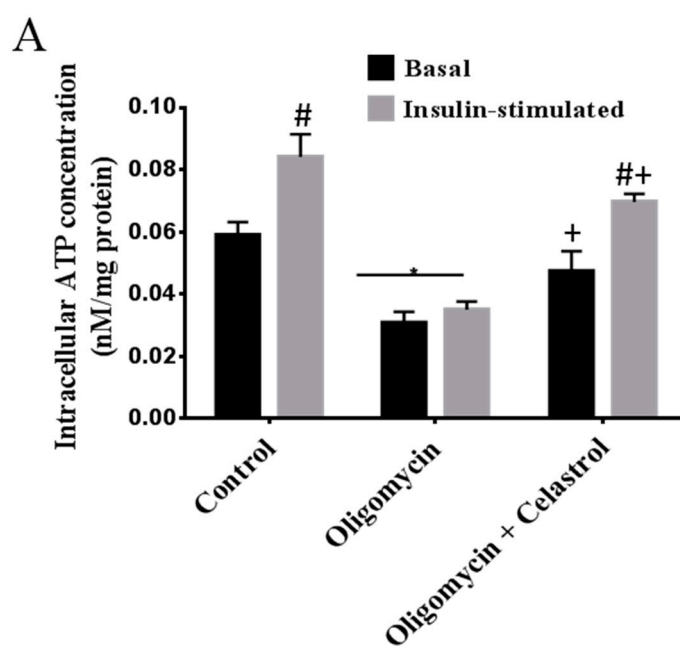 A
Basal
Insulin-stimulated
Intracellular ATP concentration
(nM/mg protein)
0.10
0.08
0.06
0.04
0.02
0.00
#
*
+
#+
Control
Oligomycin
Oligomycin + Celastrol